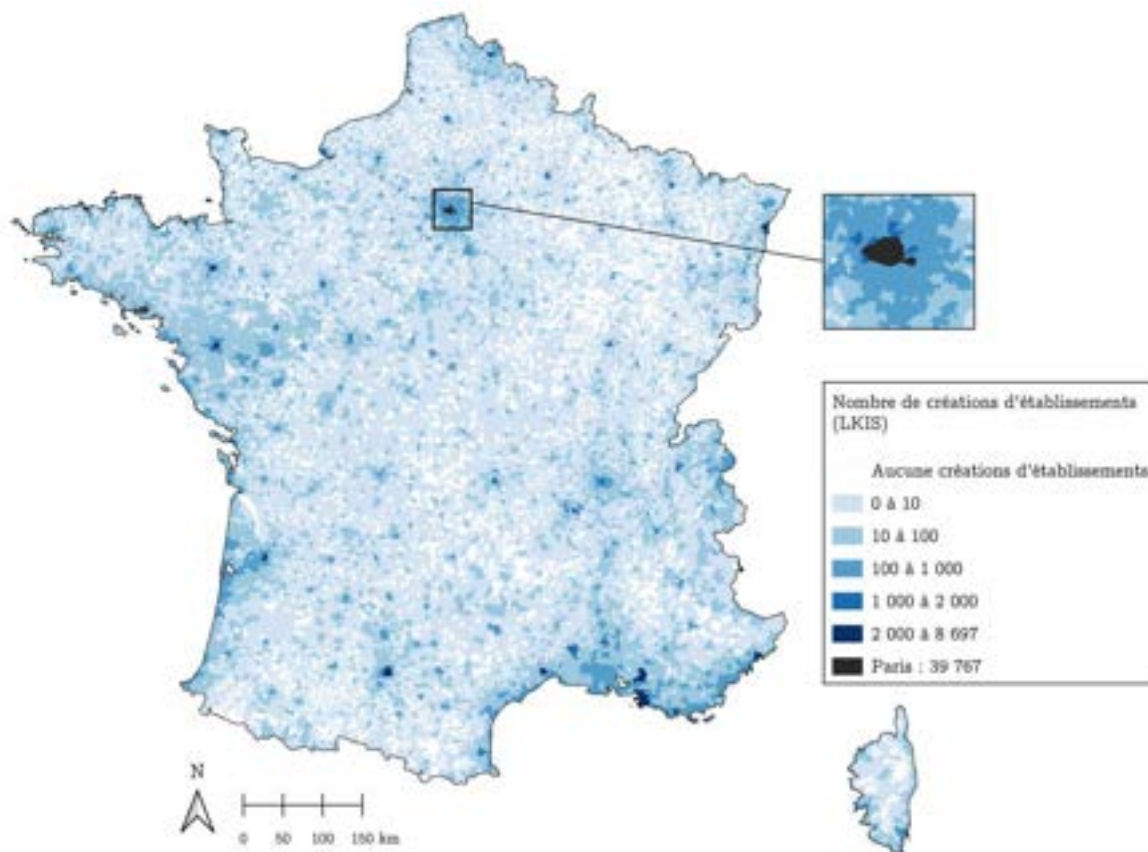 Nombre de créations d'établissements
(LKIS)
Aucune créations d'établissements
0 à 10
10 à 100
100 à 1 000
1 000 à 2 000
2 000 à 8 697
Paris : 39 767
N
0 50 100 150 km